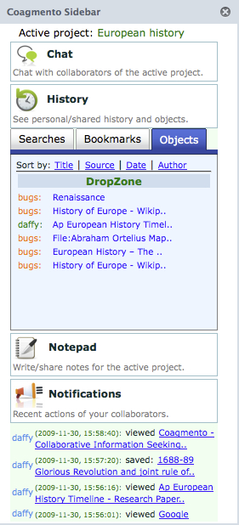 Coagmento Sidebar
Active project: European history
Chat
Chat with collaborators of the active project.
History
See personal/shared history and objects.
Searches Bookmarks Objects
Sort by: Title | Source | Date | Author
DropZone
bugs: Renaissance
bugs: History of Europe - Wikip..
daffy: Ap European History Timel..
bugs: File:Abraham Ortelius Map..
bugs: European History – The ..
bugs: History of Europe - Wikip..
Notepad
Write/share notes for the active project.
Notifications
Recent actions of your collaborators.
daffy (2009-11-30, 15:58:40): viewed Coagmento -
Collaborative Information Seeking..
daffy (2009-11-30, 15:57:20): saved: 1688-89
Glorious Revolution and joint rule of..
daffy (2009-11-30, 15:56:16): viewed Ap European
History Timeline - Research Paper..
daffy (2009-11-30, 15:56:01): viewed Google